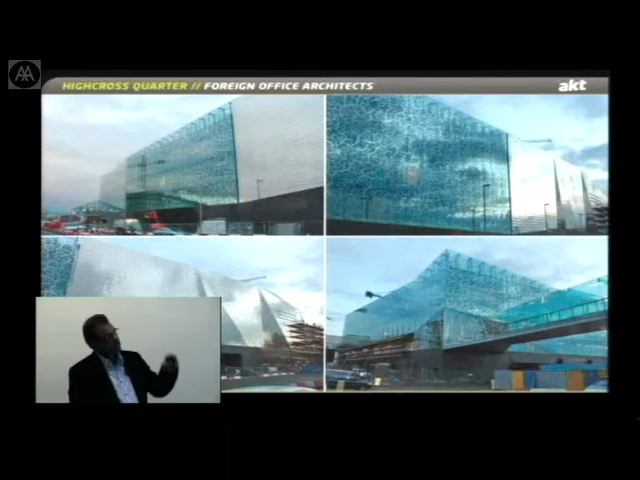 AA
HIGHCROSS QUARTER // FOREIGN OFFICE ARCHITECTS
akt